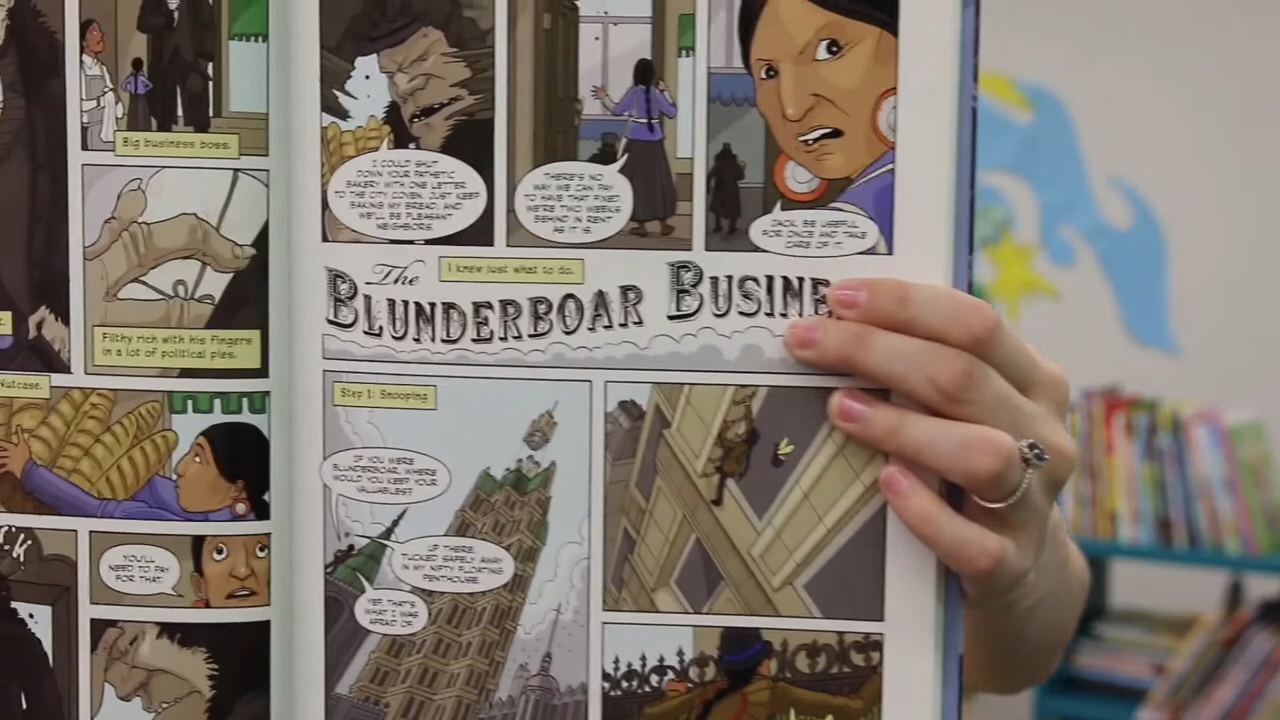 Big business boss.
Filthy rich with his fingers
in a lot of political pies.
Nutcase.
YOU'LL
NEED TO PAY
FOR THAT.
I COULD SHUT
DOWN YOUR PATHETIC
BAKERY WITH ONE LETTER
TO THE CITY COVEN. JUST KEEP
BAKING MY BREAD, AND
WE'LL BE PLEASANT
NEIGHBORS.
THERE'S NO
WAY WE CAN PAY
TO HAVE THAT FIXED.
WE'RE TWO WEEKS
BEHIND IN RENT
AS IT IS.
JACK, BE USEFUL
FOR ONCE AND TAKE
CARE OF IT.
I knew just what to do.
The
BLUNDERBOAR BUSINE
Step 1: Snooping
IF YOU WERE
BLUNDERBOAR, WHERE
WOULD YOU KEEP YOUR
VALUABLES?
UP THERE,
TUCKED SAFELY AWAY
IN MY NIFTY FLOATING
PENTHOUSE.
YEP, THAT'S
WHAT I WAS
AFRAID OF.